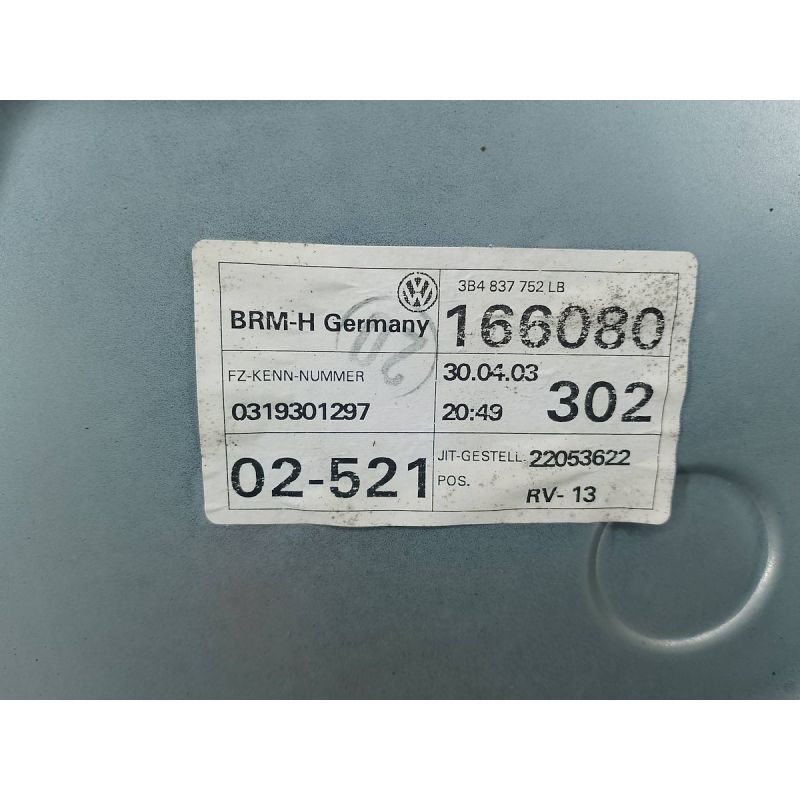 3B4 837 752 LB
BRM-H Germany
166080
20
FZ-KENN-NUMMER
30.04.03
0319301297
20:49
302
02-521
JIT-GESTELL. 22053622
POS.
RV- 13